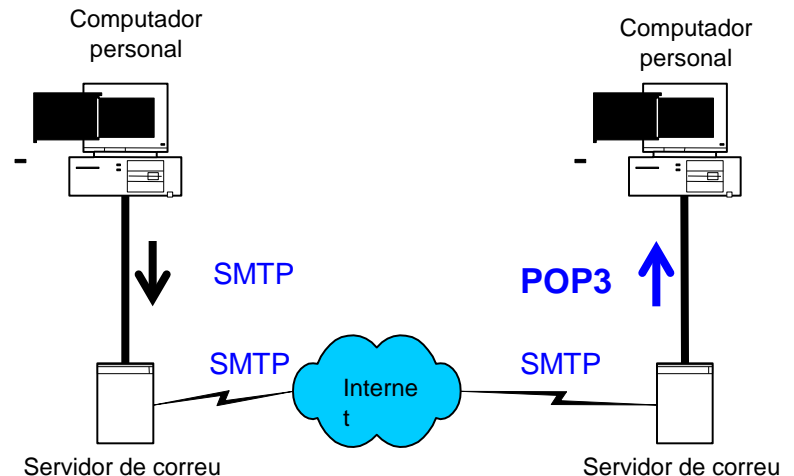 Computador
personal
Computador
personal
SMTP
POP3
SMTP
SMTP
Interne
t
Servidor de correu
Servidor de correu